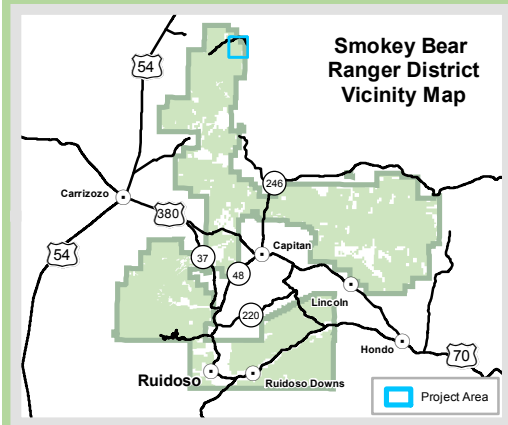 Smokey Bear
Ranger District
Vicinity Map
54
246
Carrizozo
380
54
37
Capitan
48
Lincoln
220
Hondo
70
Ruidoso
Ruidoso Downs
Project Area